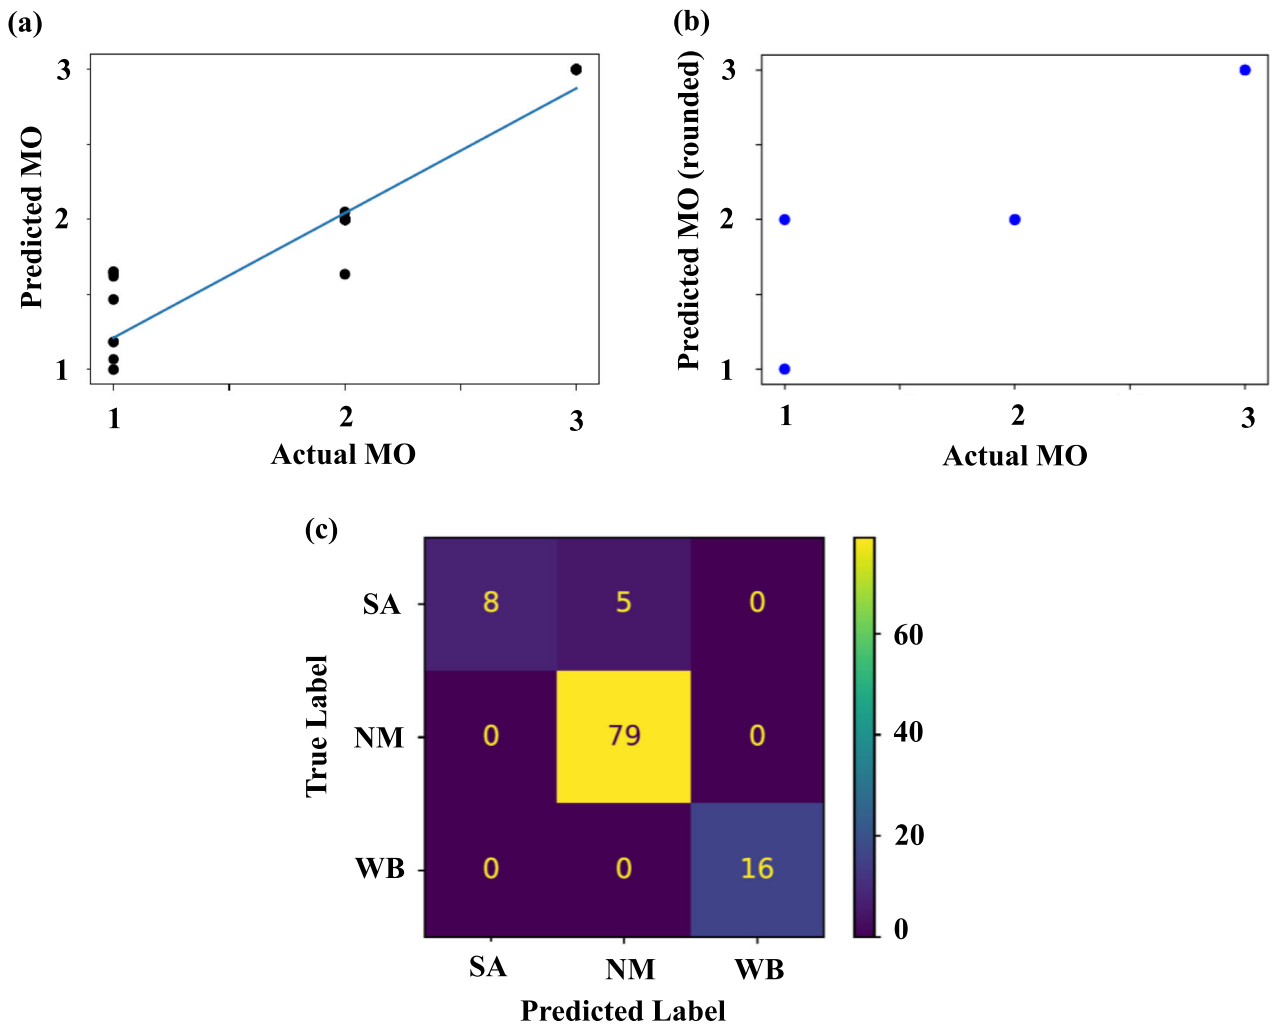 (a)
3
2
1
Predicted MO
1 2 3
Actual MO
(b)
3
2
1
Predicted MO (rounded)
1 2 3
Actual MO
(c)
True Label
SA 8 5 0
NM 0 79 0
WB 0 0 16
SA NM WB
Predicted Label
60
40
20
0